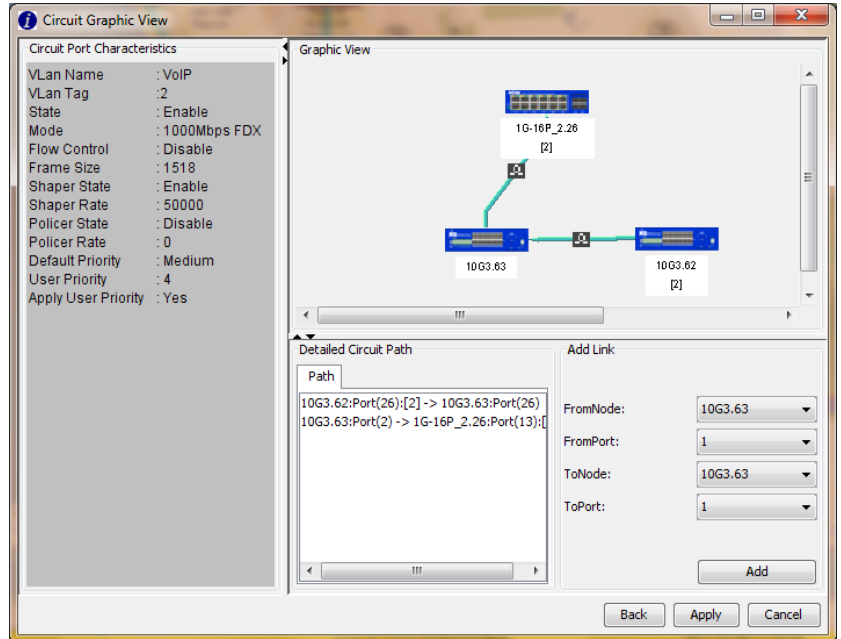 Circuit Graphic View
Circuit Port Characteristics
VLan Name : VoIP
VLan Tag :2
State : Enable
Mode : 1000Mbps FDX
Flow Control : Disable
Frame Size : 1518
Shaper State : Enable
Shaper Rate : 50000
Policer State : Disable
Policer Rate : 0
Default Priority : Medium
User Priority : 4
Apply User Priority : Yes
Graphic View
1G-16P_2.26
[2]
10G3.63
10G3.62
[2]
Detailed Circuit Path
Path
10G3.62:Port(26):[2] -> 10G3.63:Port(26)
10G3.63:Port(2) -> 1G-16P_2.26:Port(13):[
Add Link
FromNode: 10G3.63
FromPort: 1
ToNode: 10G3.63
ToPort: 1
Add
Back Apply Cancel